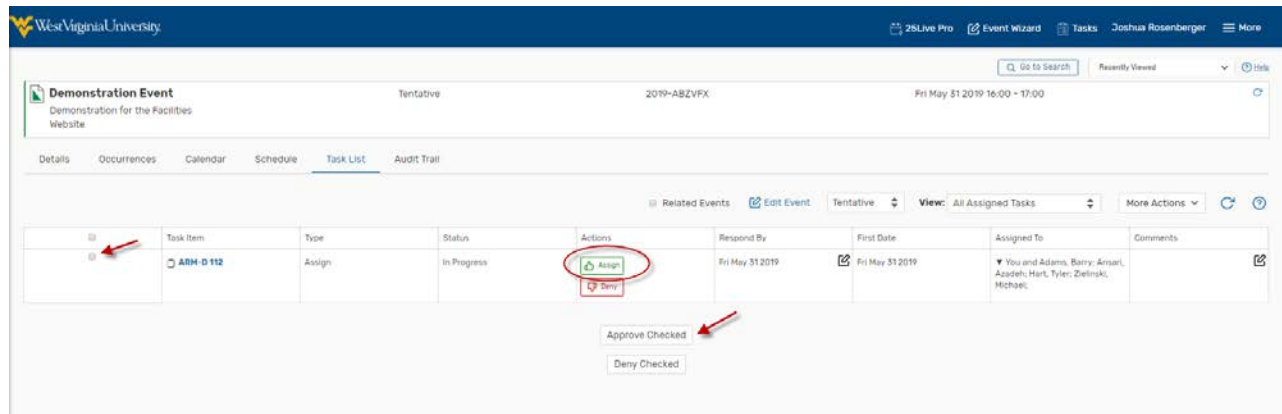 WestVirginiaUniversity.
25Live Pro Event Wizard Tasks Joshua Rosenberger More
Go to Search Recently Viewed Help
Demonstration Event Tentative 2019-ABZVFX Fri May 31 2019 16:00 - 17:00
Demonstration for the Facilities
Website
Details Occurrences Calendar Schedule Task List Audit Trail
Related Events Edit Event Tentative View: All Assigned Tasks More Actions
Task Item Type Status Actions Respond By First Date Assigned To Comments
ARH-D 112 Assign In Progress Assign Fri May 31 2019 Fri May 31 2019 ▼ You and Adams, Barry; Ansari,
Azadeh; Hart, Tyler; Zielinski,
Deny Michael;
Approve Checked
Deny Checked